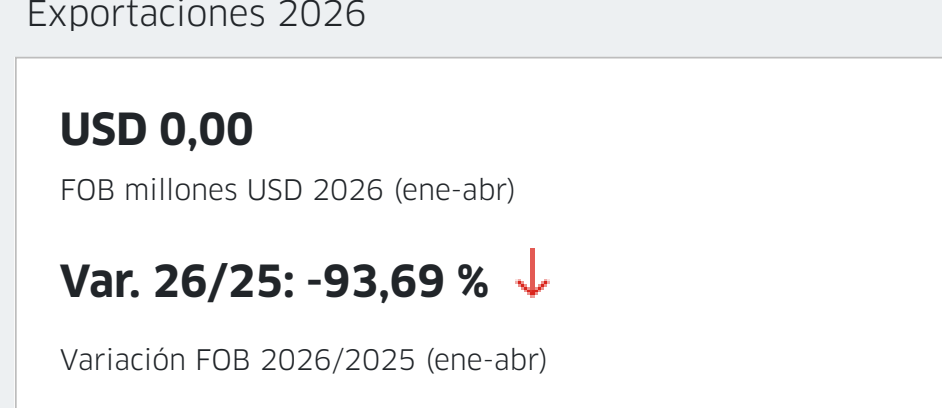 Exportaciones 2026
USD 0,00
FOB millones USD 2026 (ene-abr)
Var. 26/25: -93,69 %
Variación FOB 2026/2025 (ene-abr)